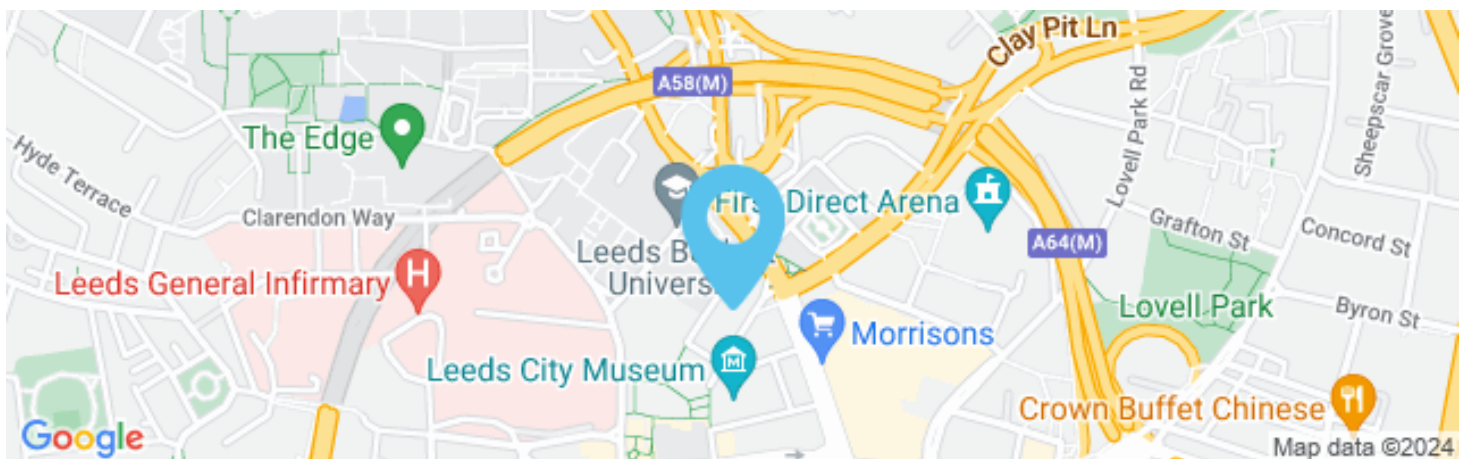 Clay Pit Ln
A58(M)
The Edge
Hyde Terrace
Clarendon Way
Lovell Park Rd
Sheepscar Grove
First Direct Arena
Leeds
University
Grafton St
A64(M)
Concord St
Leeds General Infirmary
H
Lovell Park
Byron St
Morrisons
Leeds City Museum
M
Crown Buffet Chinese
Google
Map data ©2024